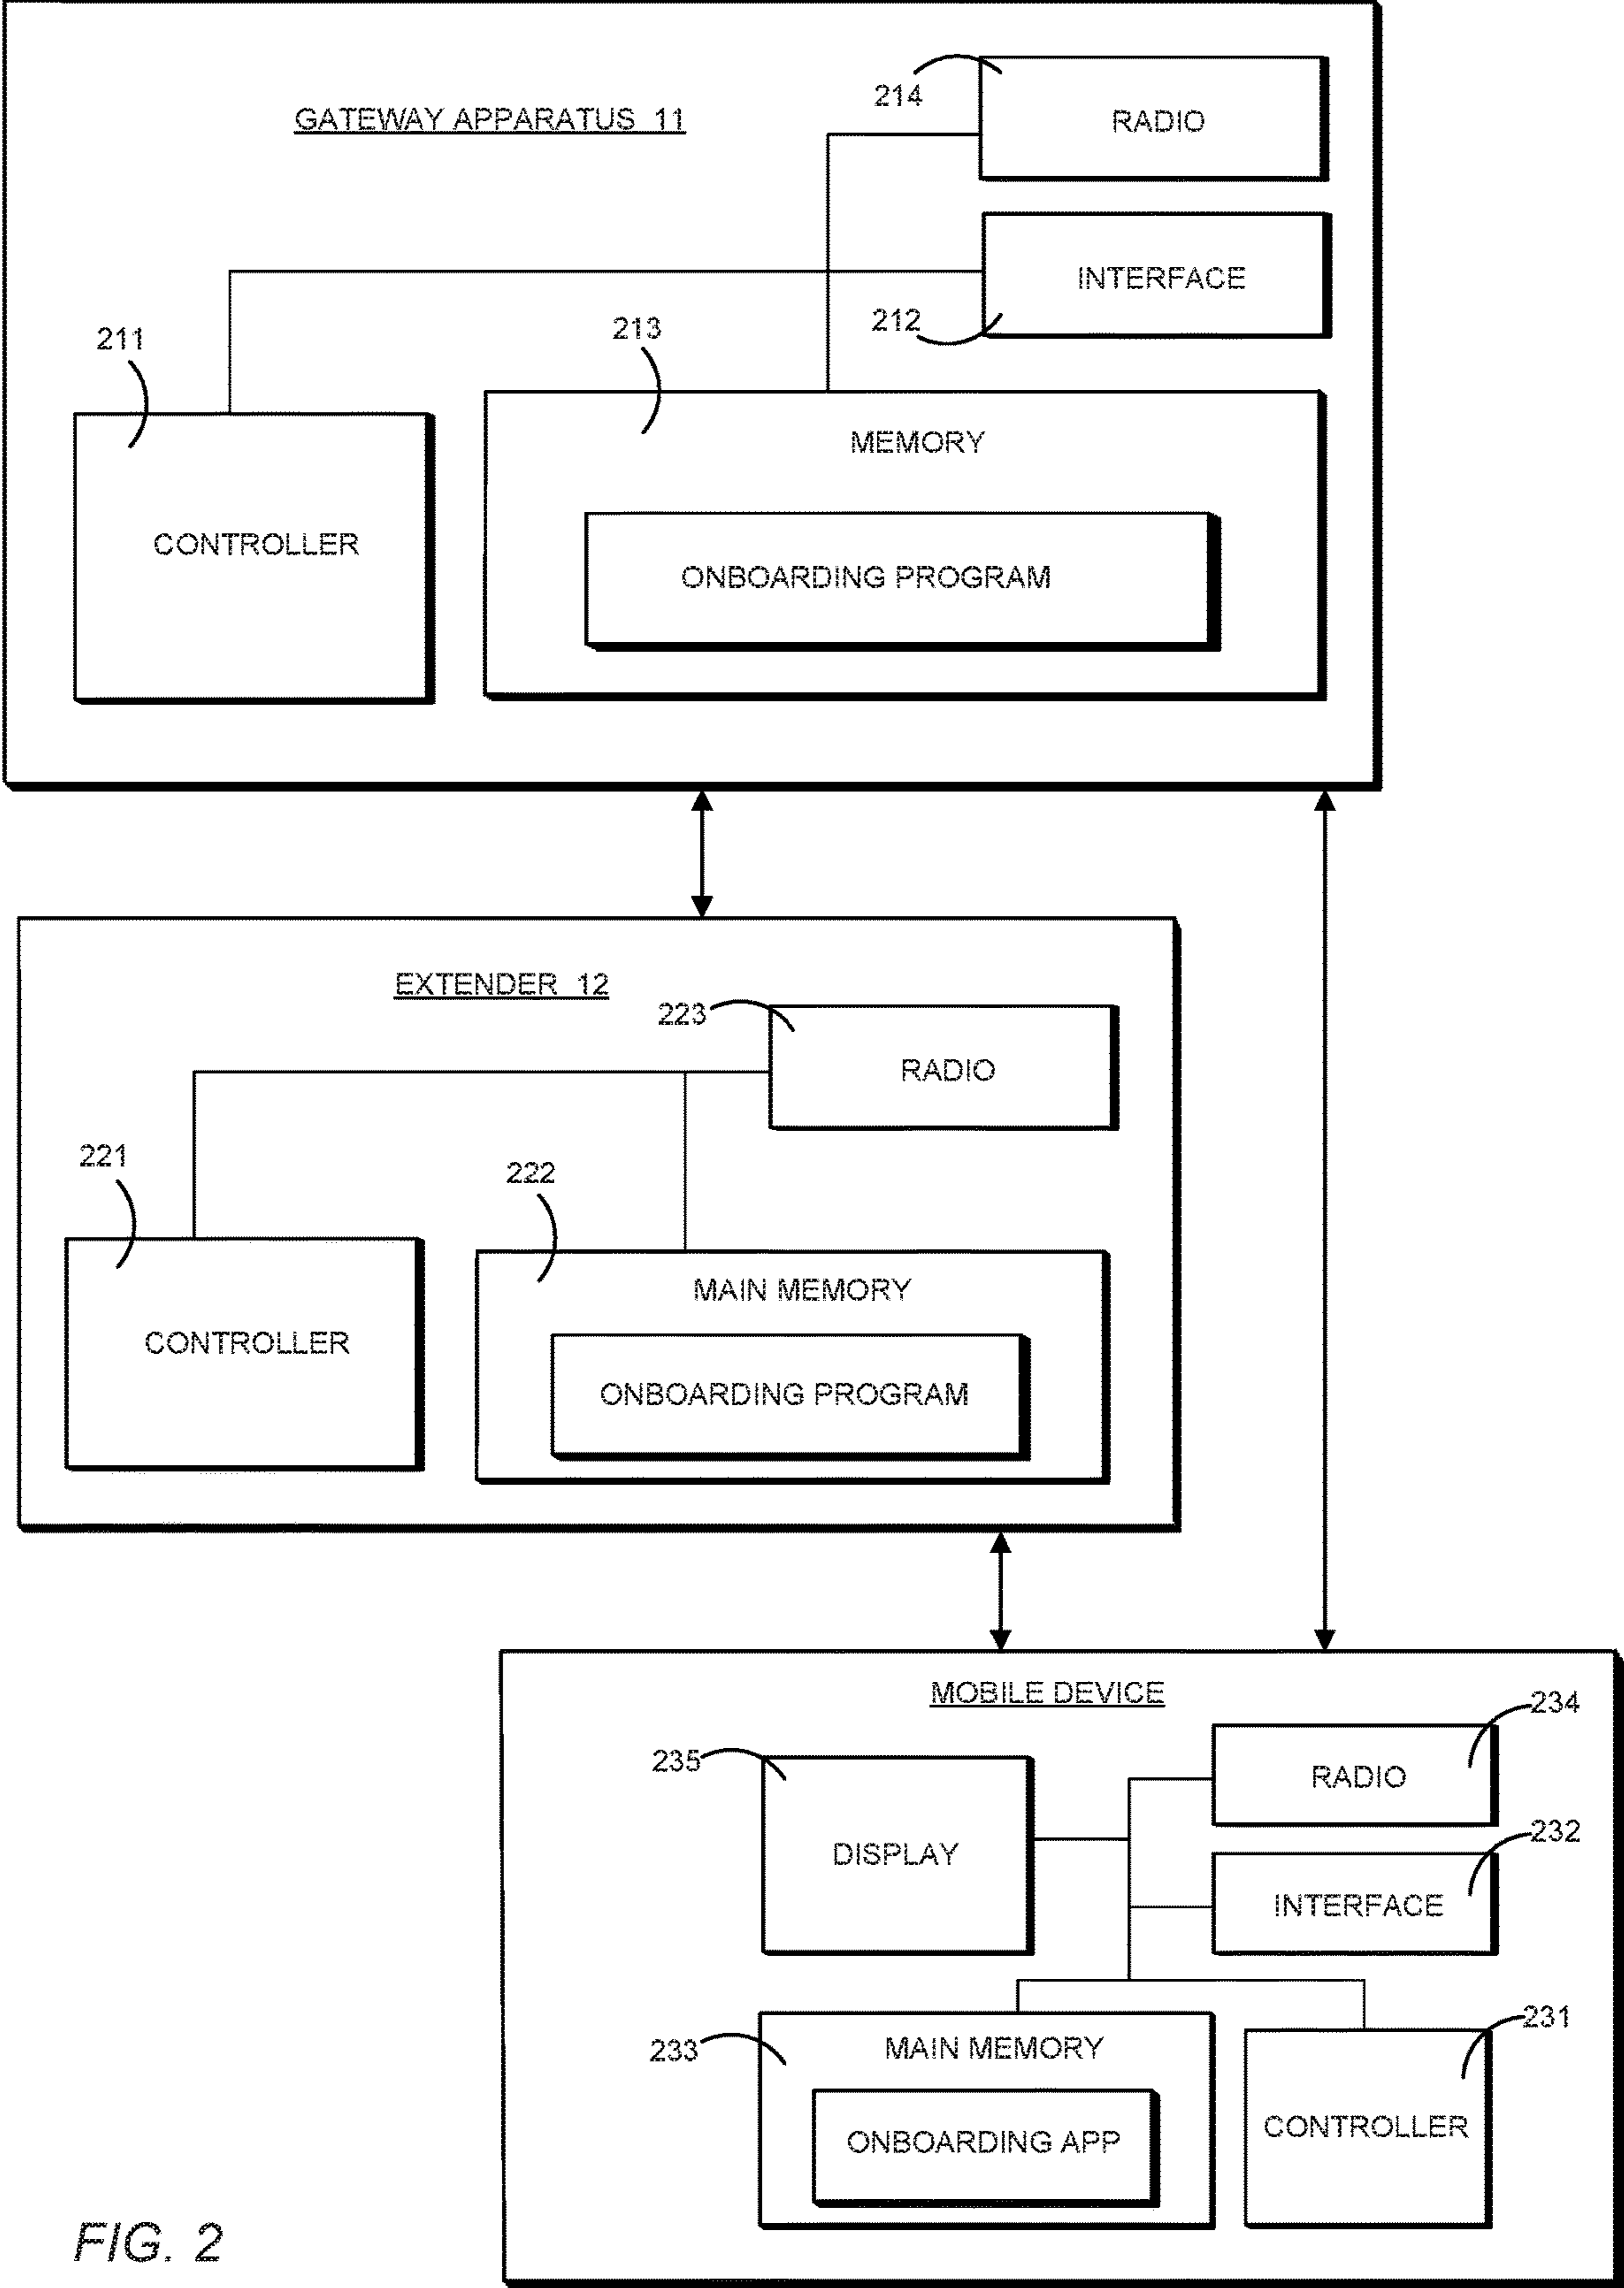 214
RADIO
GATEWAY APPARATUS 11
INTERFACE
212
211
213
MEMORY
CONTROLLER
ONBOARDING PROGRAM
EXTENDER 12
223
RADIO
221
222
MAIN MEMORY
CONTROLLER
ONBOARDING PROGRAM
MOBILE DEVICE
234
235
RADIO
232
DISPLAY
INTERFACE
231
233
MAIN MEMORY
CONTROLLER
ONBOARDING APP
FIG. 2